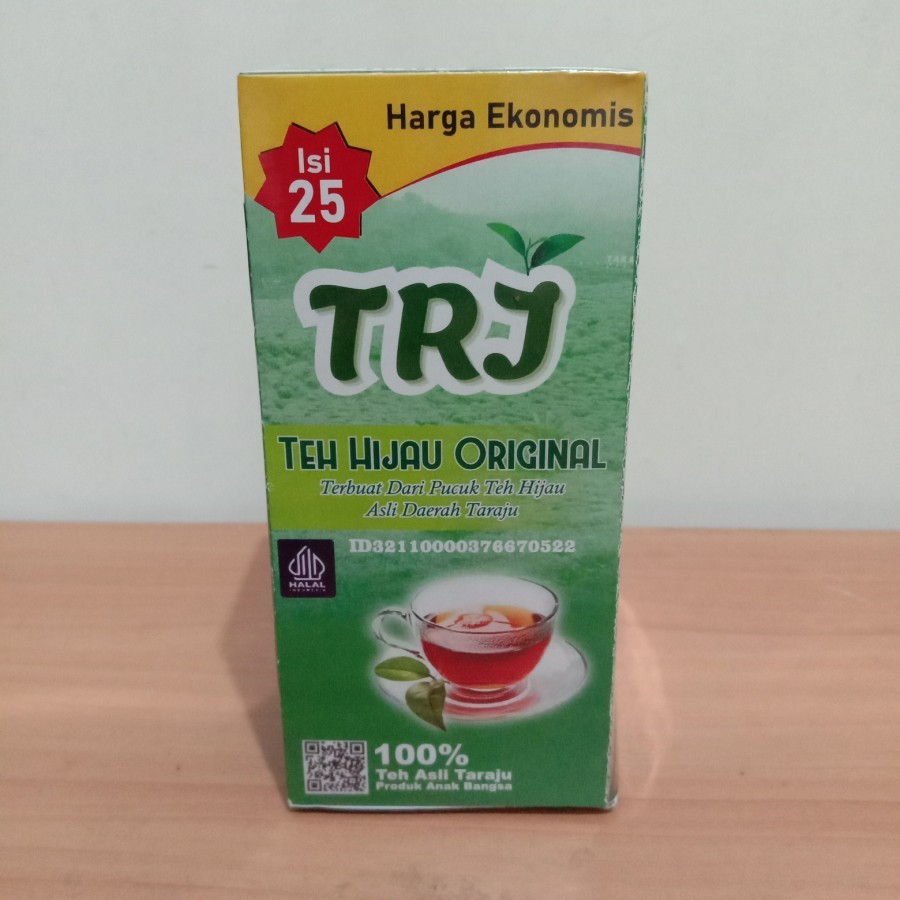 Harga Ekonomis
Isi
25
TRJ
TEH HIJAU ORIGINAL
Terbuat Dari Pucuk Teh Hijau
Asli Daerah Taraju
ID32110000376670522
HALAL
INDONESIA
100%
Teh Asli Taraju
Produk Anak Bangsa